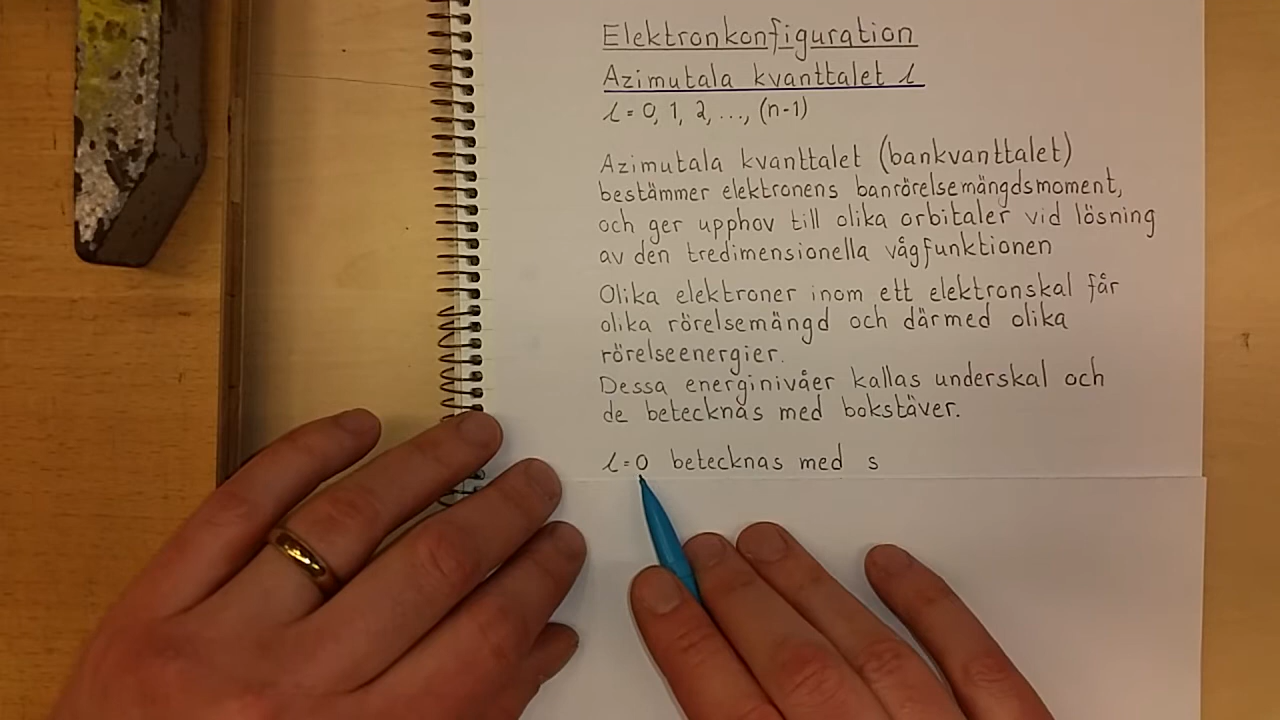 Elektronkonfiguration
Azimutala kvanttalet l
l = 0, 1, 2, ..., (n-1)
Azimutala kvanttalet (bankvanttalet)
bestämmer elektronens banrörelsemängdsmoment,
och ger upphov till olika orbitaler vid lösning
av den tredimensionella vågfunktionen
Olika elektroner inom ett elektronskal får
olika rörelsemängd och därmed olika
rörelseenergier.
Dessa energinivåer kallas underskal och
de betecknas med bokstäver.
l = 0 betecknas med s